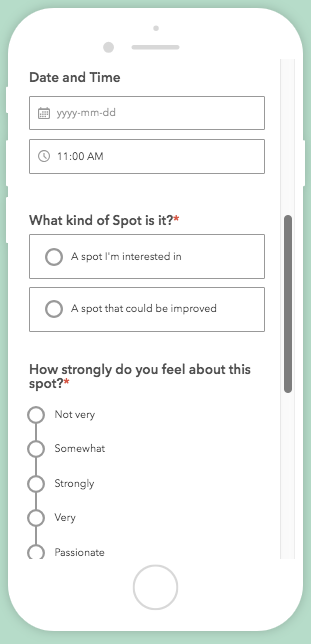 Date and Time
yyyy-mm-dd
11:00 AM
What kind of Spot is it?*
A spot I'm interested in
A spot that could be improved
How strongly do you feel about this
spot?*
Not very
Somewhat
Strongly
Very
Passionate